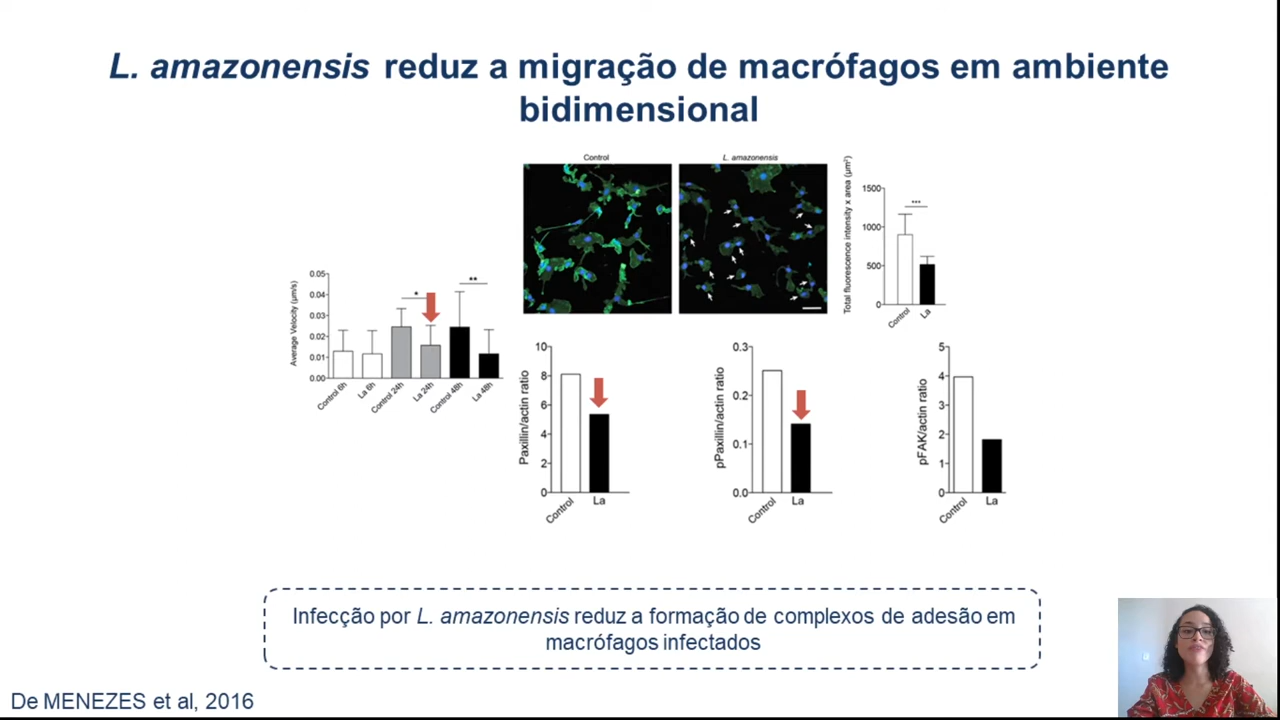 L. amazonensis reduz a migração de macrófagos em ambiente
bidimensional
Control
L. amazonensis
Total fluorescence intensity x area (µm²)
1500
1000
500
0
***
Control
La
Average Velocity (µm/s)
0.05
0.04
0.03
0.02
0.01
0.00
*
**
Control 6h
La 6h
Control 24h
La 24h
Control 48h
La 48h
Paxillin/actin ratio
10
8
6
4
2
0
Control
La
pPaxillin/actin ratio
0.3
0.2
0.1
0.0
Control
La
pFAK/actin ratio
5
4
3
2
1
0
Control
La
Infecção por L. amazonensis reduz a formação de complexos de adesão em
macrófagos infectados
De MENEZES et al, 2016